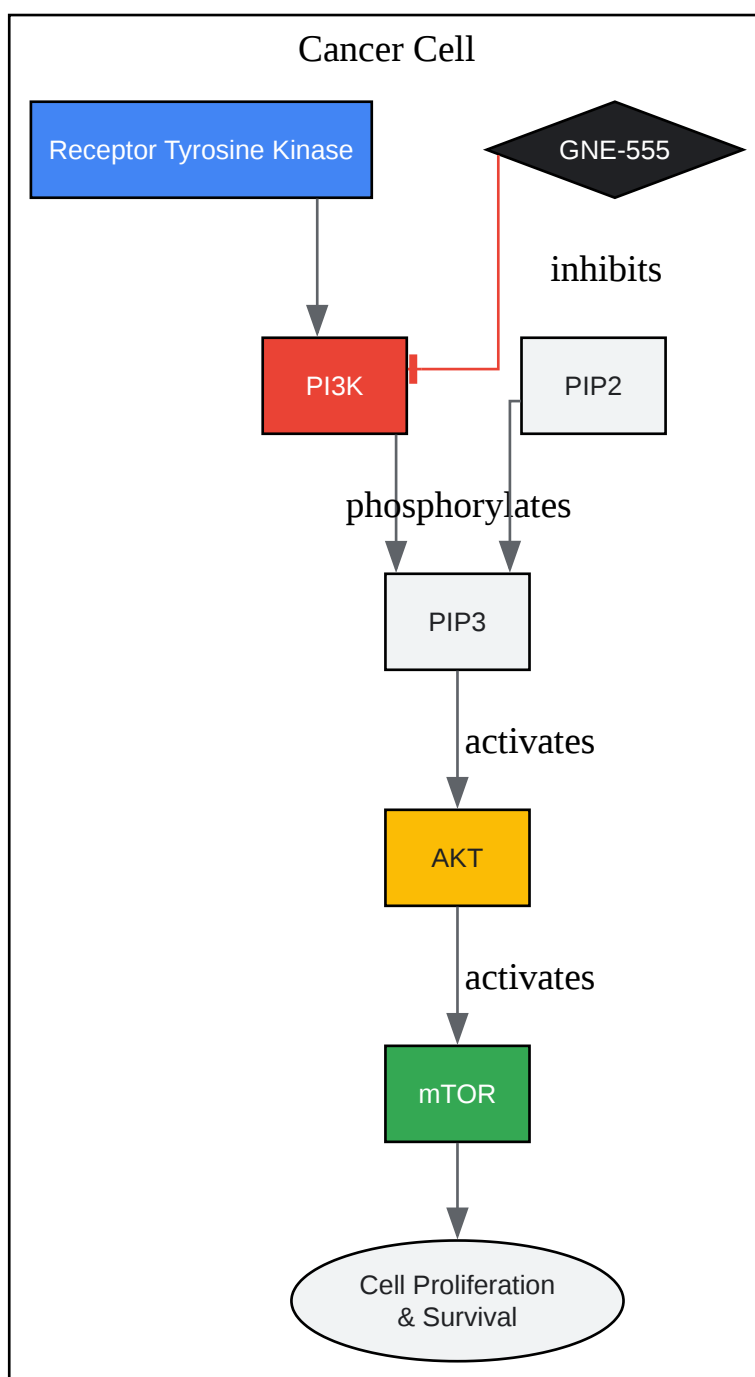 Cancer Cell
Receptor Tyrosine Kinase
GNE-555
inhibits
PI3K
PIP2
phosphorylates
PIP3
activates
AKT
activates
mTOR
Cell Proliferation
& Survival